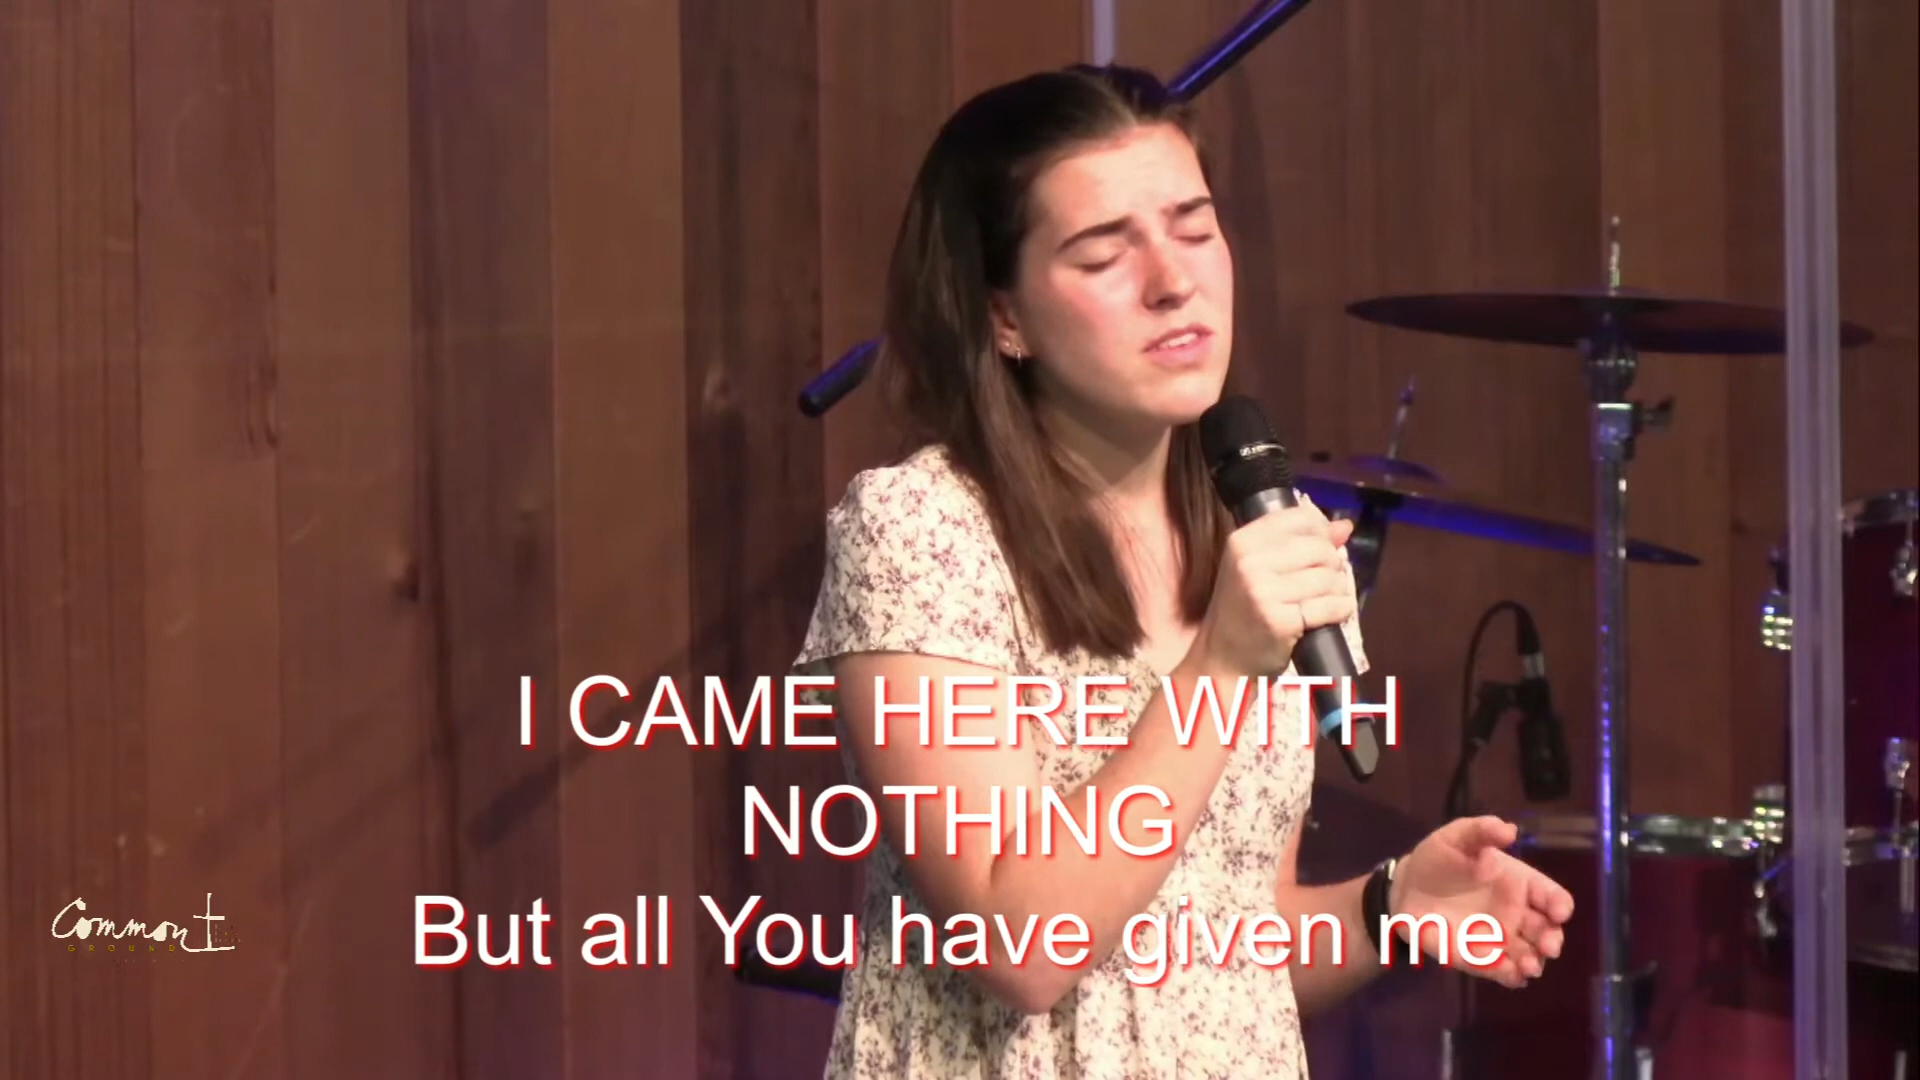 I CAME HERE WITH
NOTHING
But all You have given me
Common
GROUND